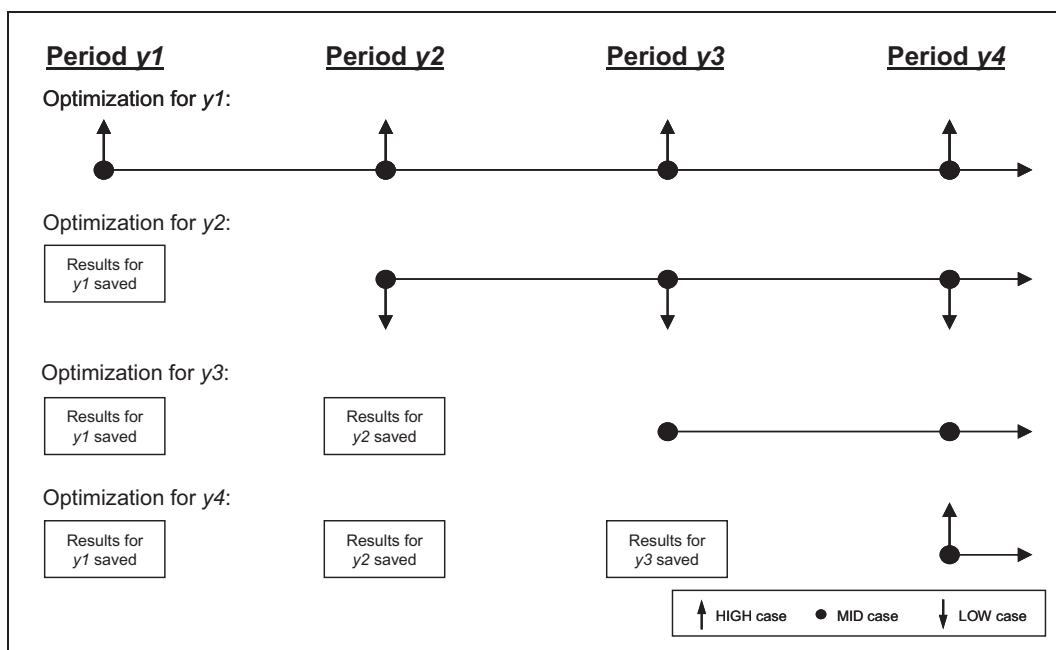 Period y1 Period y2 Period y3 Period y4
Optimization for y1:
Optimization for y2:
Results for
y1 saved
Optimization for y3:
Results for
y1 saved
Results for
y2 saved
Optimization for y4:
Results for
y1 saved
Results for
y2 saved
Results for
y3 saved
HIGH case MID case LOW case